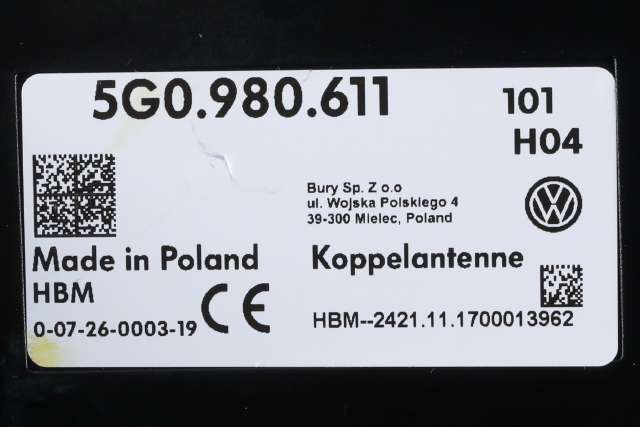 5G0.980.611
101
H04
Bury Sp. Z o.o
ul. Wojska Polskiego 4
39-300 Mielec, Poland
Made in Poland
Koppelantenne
HBM
CE
0-07-26-0003-19
HBM--2421.11.1700013962